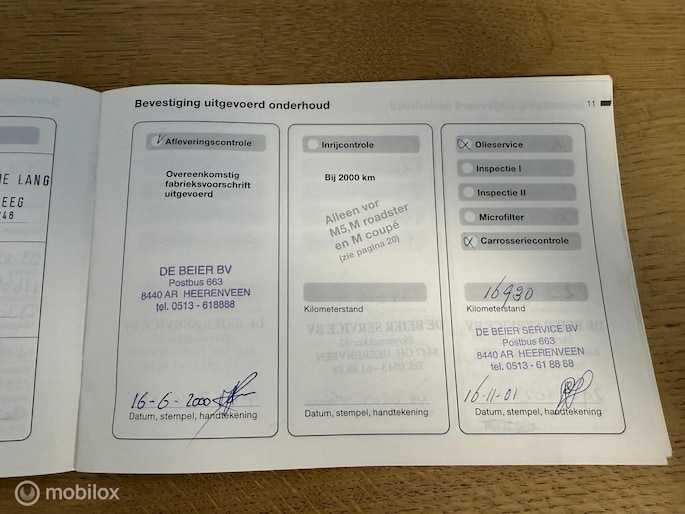 DE LANG
EEG
Bevestiging uitgevoerd onderhoud
11
Afleveringscontrole
Overeenkomstig
fabrieksvoorschrift
uitgevoerd
DE BEIER BV
Postbus 663
8440 AR HEERENVEEN
tel. 0513 - 618888
16-6-2000
Datum, stempel, handtekening
Inrijcontrole
Bij 2000 km
Alleen vor
M5,M roadster
en M coupé
(zie pagina 20)
Kilometerstand
Datum, stempel, handtekening
Olieservice
Inspectie I
Inspectie II
Microfilter
Carrosseriecontrole
16930
Kilometerstand
DE BEIER SERVICE BV
Postbus 663
8440 AR HEERENVEEN
tel. 0513 - 61 88 88
16-11-01
Datum, stempel, handtekening
mobilox